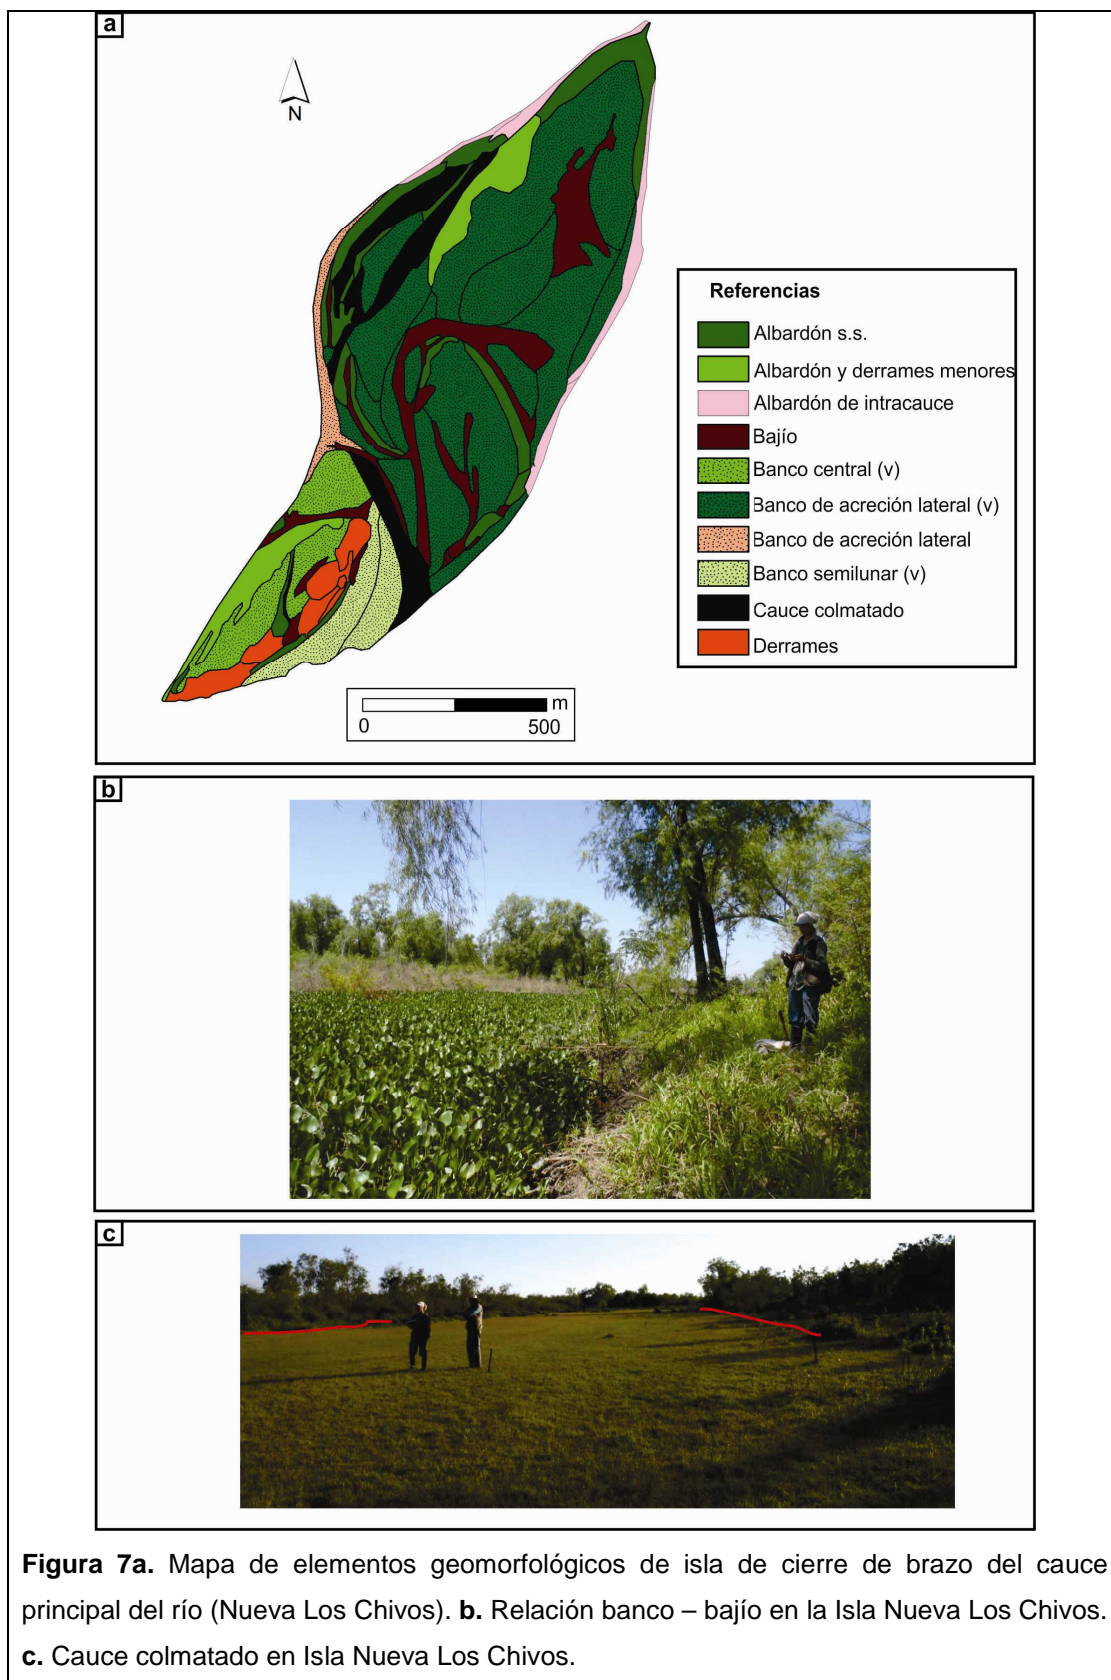 a
N
Referencias
Albardón s.s.
Albardón y derrames menores
Albardón de intracauce
Bajío
Banco central (v)
Banco de acreción lateral (v)
Banco de acreción lateral
Banco semilunar (v)
Cauce colmatado
Derrames
m
0 500
b
c
Figura 7a. Mapa de elementos geomorfológicos de isla de cierre de brazo del cauce
principal del río (Nueva Los Chivos). b. Relación banco – bajío en la Isla Nueva Los Chivos.
c. Cauce colmatado en Isla Nueva Los Chivos.